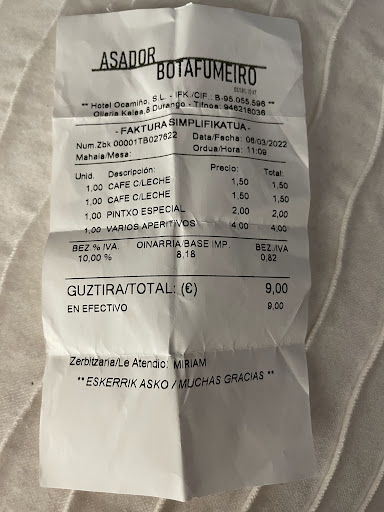 ASADOR
BOTAFUMEIRO
** Hotel Ocamiño, S.L. - IFK./CIF.: B-95.055.596 **
Olleria Kalea,8 Durango - Tlfnoa: 946216036
- FAKTURA SIMPLIFIKATUA -
Num.Zbk 00001TB027622 Data/Fecha: 06/03/2022
Mahaia/Mesa: Ordua/Hora: 11:09
Unid. Descripción: Precio: Total:
1,00 CAFE C/LECHE 1,50 1,50
1,00 CAFE C/LECHE 1,50 1,50
1,00 PINTXO ESPECIAL 2,00 2,00
1,00 VARIOS APERITIVOS 4,00 4,00
BEZ.% IVA. OINARRIA/BASE IMP. BEZ./IVA
10,00 % 8,18 0,82
GUZTIRA/TOTAL: (€) 9,00
EN EFECTIVO 9,00
Zerbitzaria/Le Atendio: MIRIAM
** ESKERRIK ASKO / MUCHAS GRACIAS **